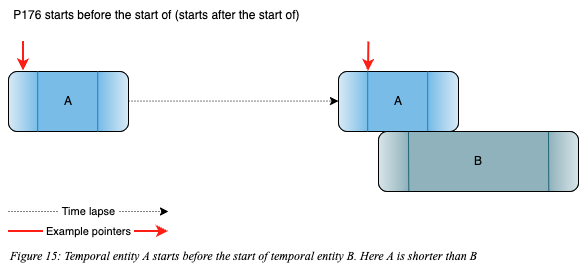 P176 starts before the start of (starts after the start of)
A
A
B
Time lapse
Example pointers
Figure 15: Temporal entity A starts before the start of temporal entity B. Here A is shorter than B